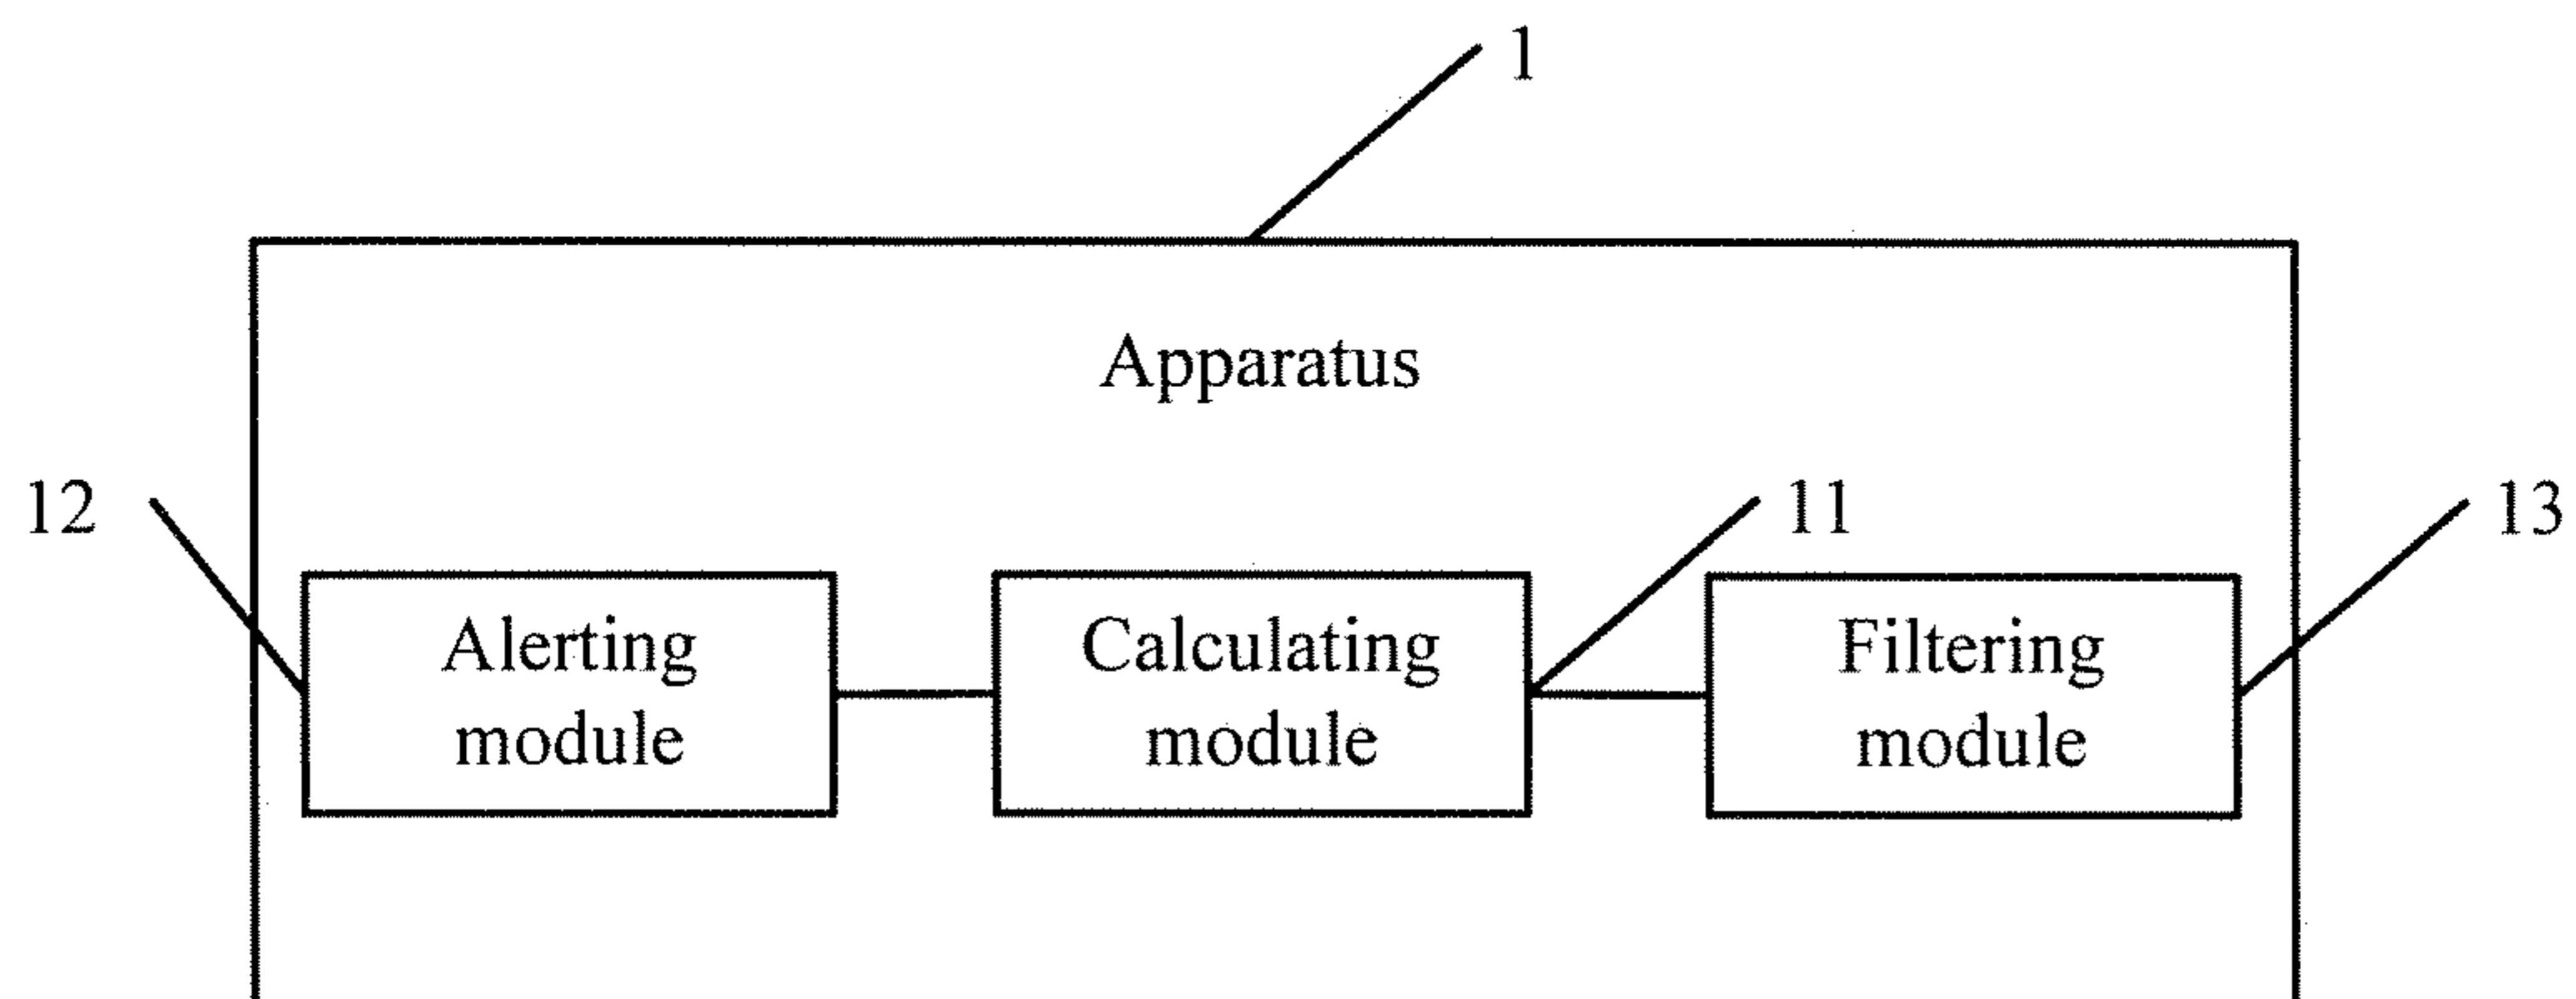 1
Apparatus
12
11
13
Alerting
module
Calculating
module
Filtering
module